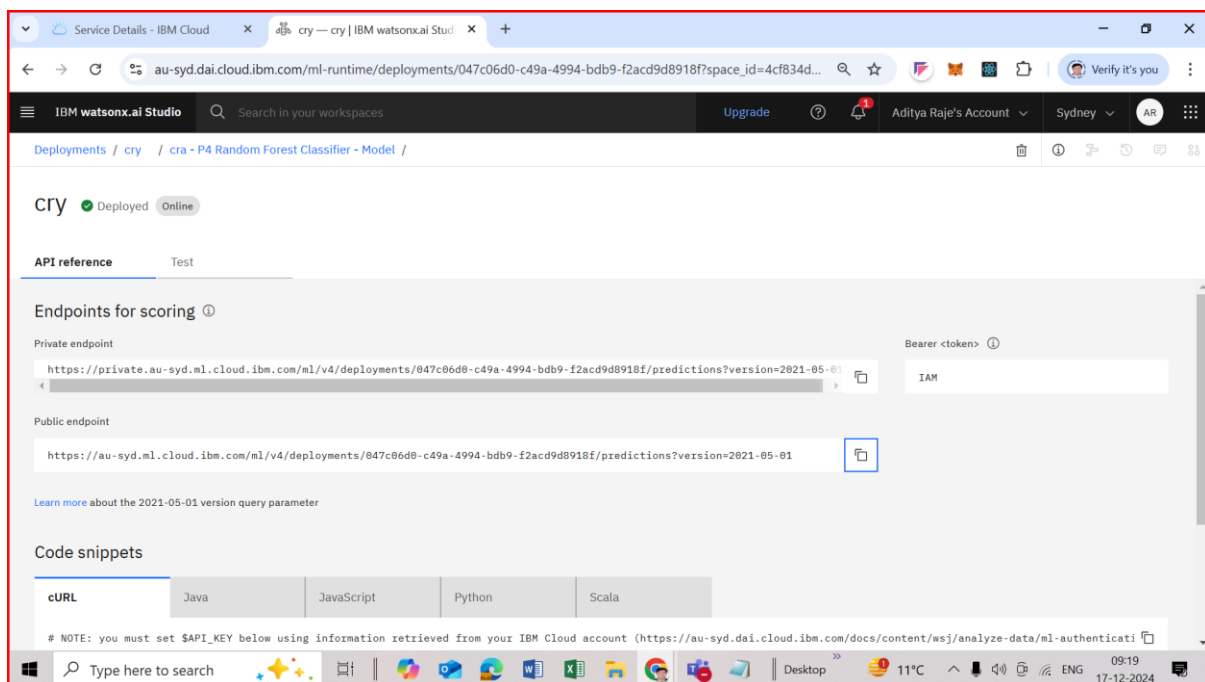 Service Details - IBM Cloud
cry — cry | IBM watsonx.ai Stud
au-syd.dai.cloud.ibm.com/ml-runtime/deployments/047c06d0-c49a-4994-bdb9-f2acd9d8918f?space_id=4cf834d...
Verify it's you
IBM watsonx.ai Studio
Search in your workspaces
Upgrade
1
Aditya Raje's Account
Sydney
AR
Deployments / cry / cra - P4 Random Forest Classifier - Model /
cry Deployed Online
API reference Test
Endpoints for scoring
Private endpoint
https://private.au-syd.ml.cloud.ibm.com/ml/v4/deployments/047c06d0-c49a-4994-bdb9-f2acd9d8918f/predictions?version=2021-05-01
Bearer <token>
IAM
Public endpoint
https://au-syd.ml.cloud.ibm.com/ml/v4/deployments/047c06d0-c49a-4994-bdb9-f2acd9d8918f/predictions?version=2021-05-01
Learn more about the 2021-05-01 version query parameter
Code snippets
cURL Java JavaScript Python Scala
# NOTE: you must set $API_KEY below using information retrieved from your IBM Cloud account (https://au-syd.dai.cloud.ibm.com/docs/content/wsj/analyze-data/ml-authenticati
Type here to search
Desktop
11°C
ENG
09:19
17-12-2024